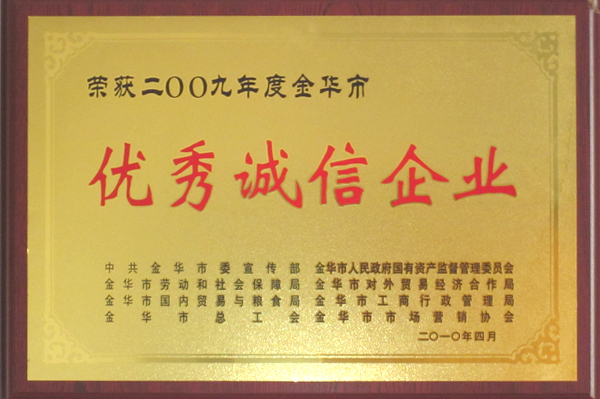 荣获二〇〇九年度金华市
优秀诚信企业
中共金华市委宣传部 金华市人民政府国有资产监督管理委员会
金华市劳动和社会保障局 金华市对外贸易经济合作局
金华市国内贸易与粮食局 金华市工商行政管理局
金华市总工会 金华市市场营销协会
二〇一〇年四月